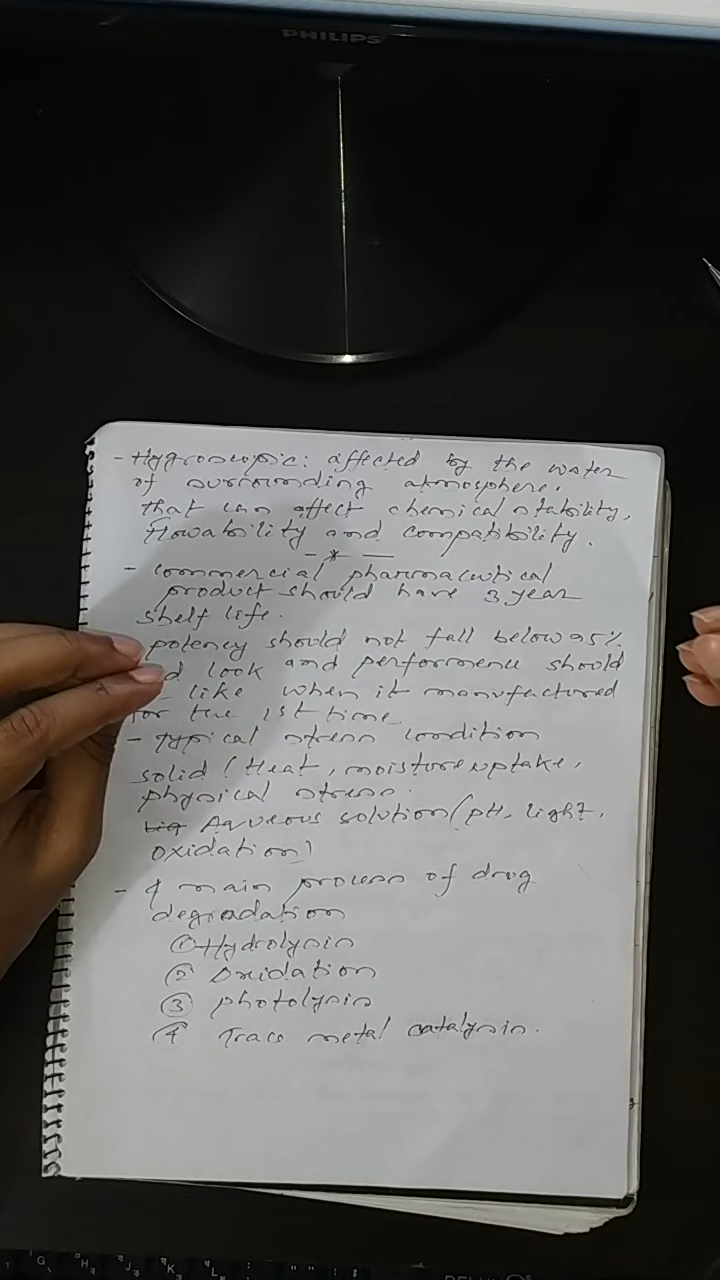 PHILIPS
- Hygroscopic: affected by the water
of surrounding atmosphere.
that can affect chemical stability,
flowability and compatibility.
- * -
- commercial pharmaceutical
product should have 3 year
shelf life.
potency should not fall below 95%
look and performence should
like when it manufactured
for the 1st time.
- typical stress condition
solid (Heat, moisture uptake,
physical stress.
Aqueous solution (pH, light,
oxidation)
- 4 main process of drug
degradation
① Hydrolysis
② Oxidation
③ photolysis
④ Trace metal catalysis.
G H J K L